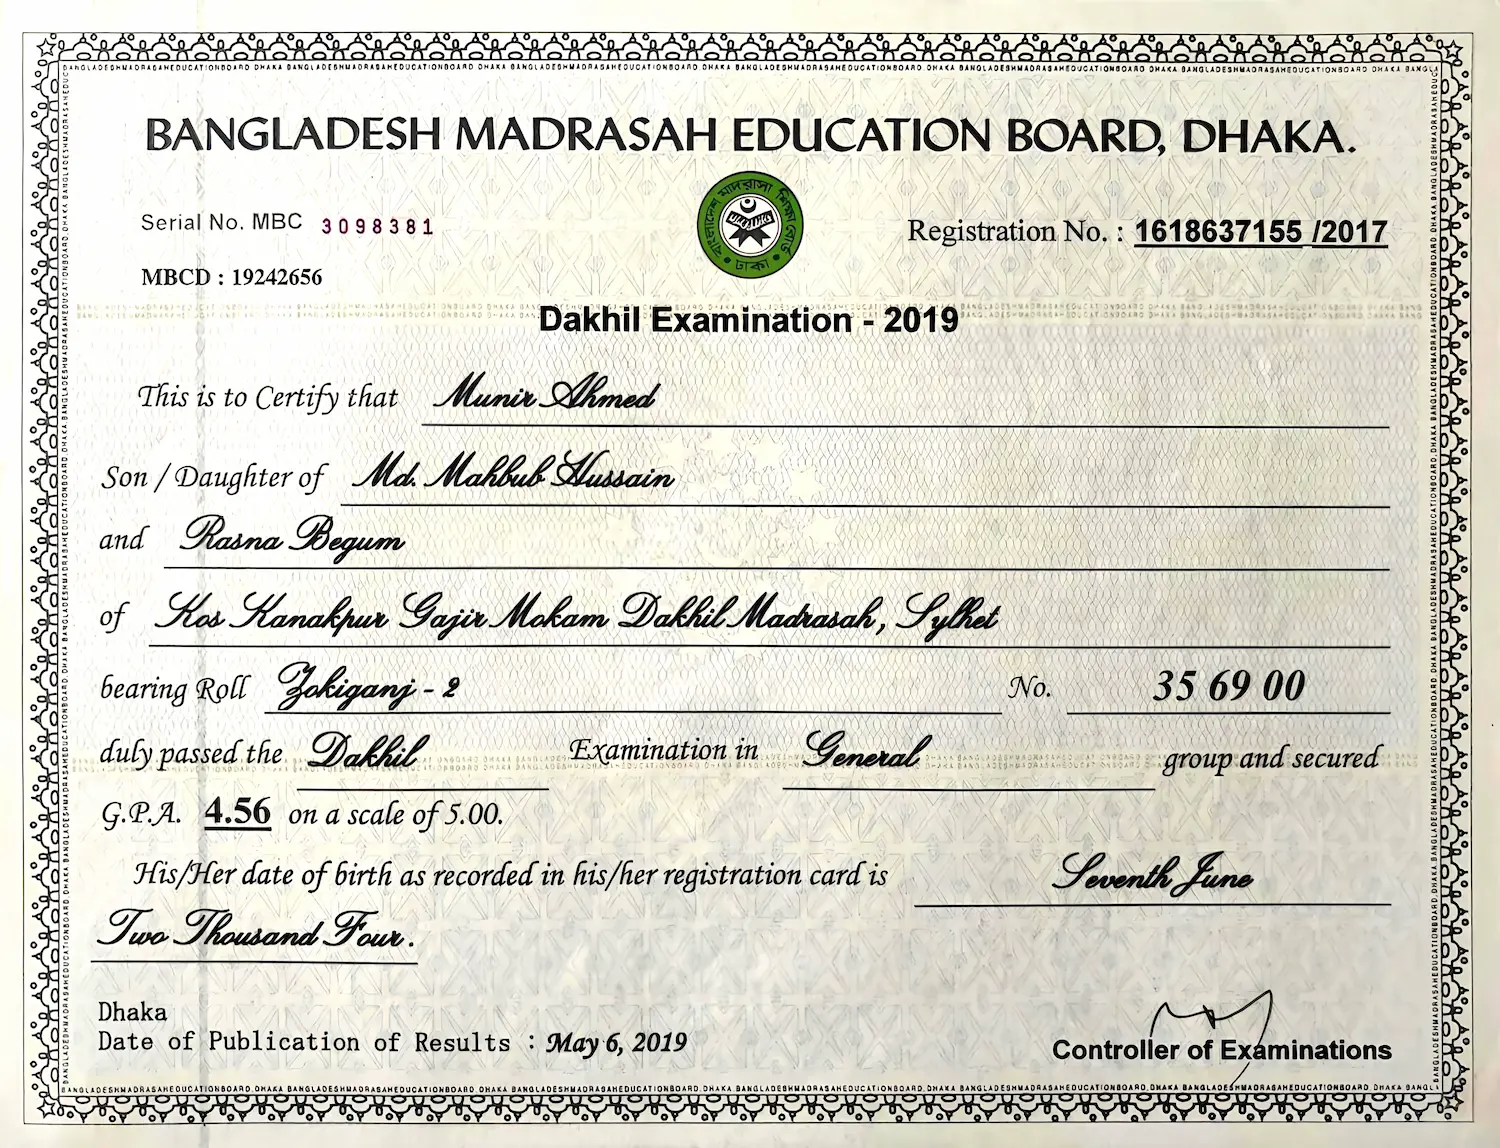 BANGLADESH MADRASAH EDUCATION BOARD, DHAKA.
বাংলাদেশ মাদরাসা শিক্ষা বোর্ড
ঢাকা
Serial No. MBC 3098381
Registration No. : 1618637155 /2017
MBCD : 19242656
Dakhil Examination - 2019
This is to Certify that Munir Ahmed
Son / Daughter of Md. Mahbub Hussain
and Rasna Begum
of Kos Kanakpur Gajir Mokam Dakhil Madrasah, Sylhet
bearing Roll Zokiganj - 2 No. 35 69 00
duly passed the Dakhil Examination in General group and secured
G.P.A. 4.56 on a scale of 5.00.
His/Her date of birth as recorded in his/her registration card is Seventh June
Two Thousand Four.
Dhaka
Date of Publication of Results : May 6, 2019
Controller of Examinations